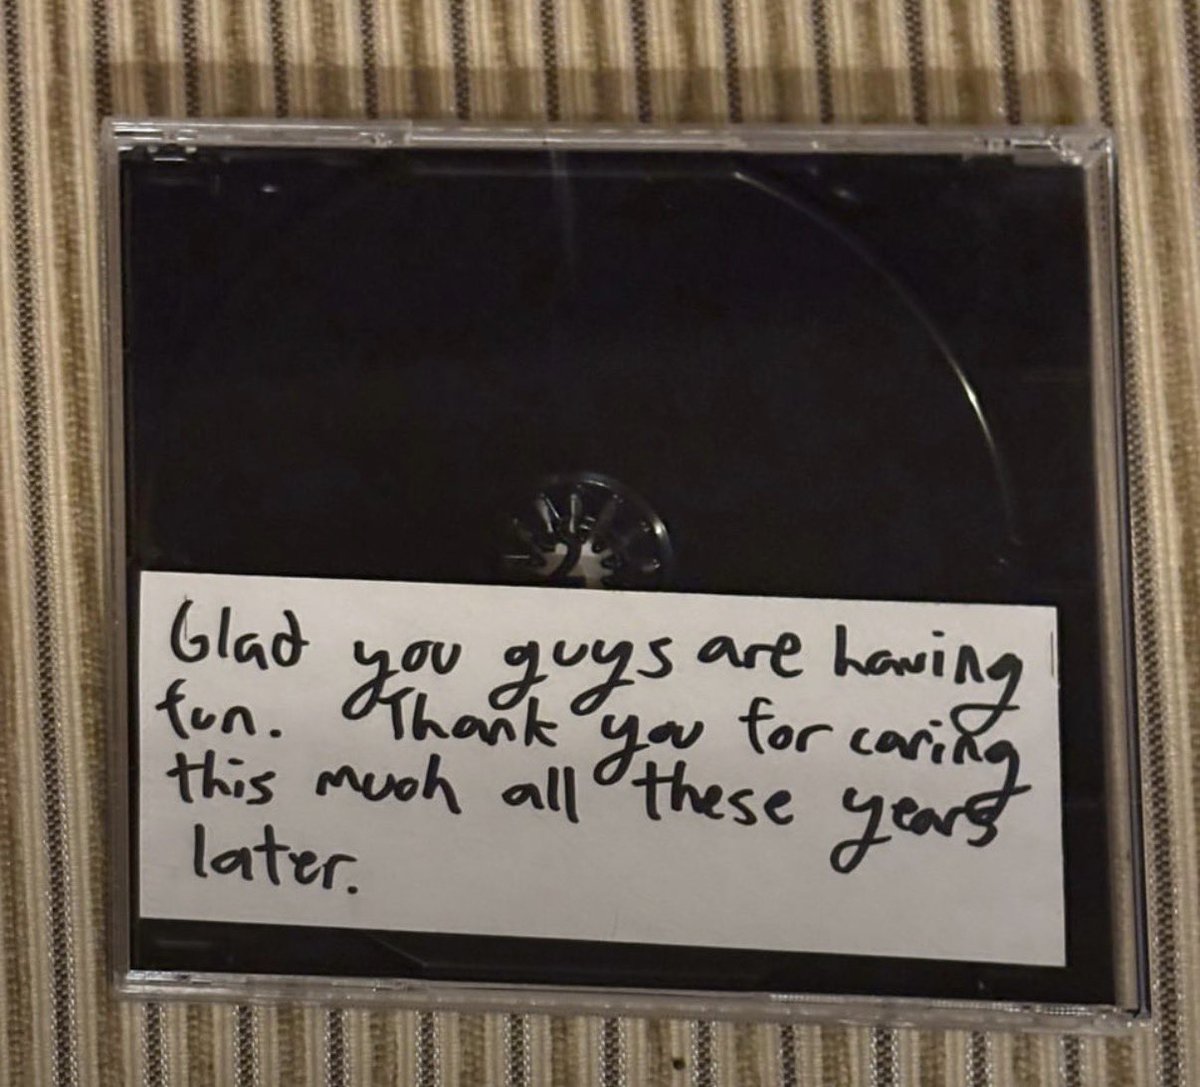 Glad you guys are having
fun. Thank you for caring
this much all these years
later.